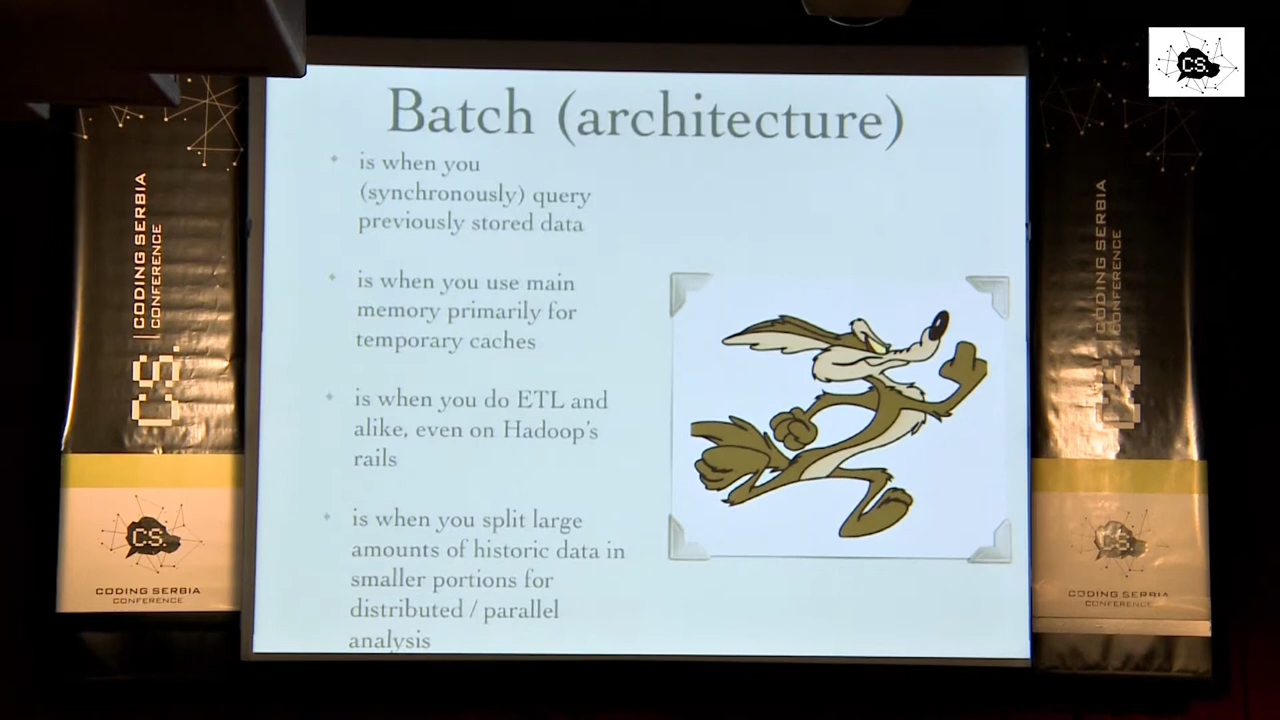 CS.
Batch (architecture)
is when you
(synchronously) query
previously stored data
is when you use main
memory primarily for
temporary caches
is when you do ETL and
alike, even on Hadoop's
rails
is when you split large
amounts of historic data in
smaller portions for
distributed / parallel
analysis
CS. | CODING SERBIA
CONFERENCE
CS.
CODING SERBIA
CONFERENCE
CS. | CODING SERBIA
CONFERENCE
CS.
CODING SERBIA
CONFERENCE